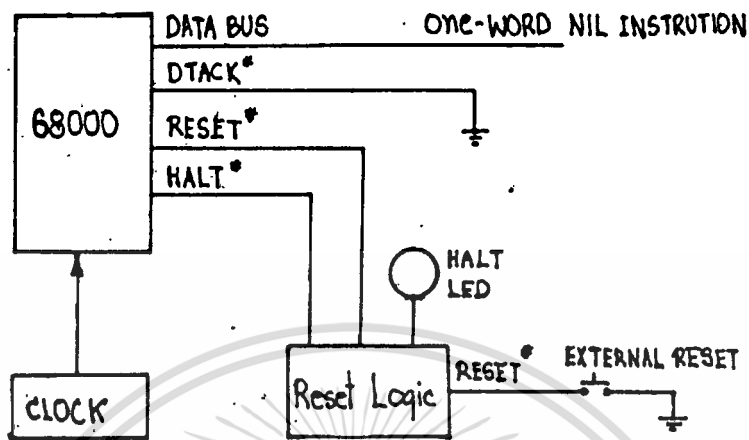 DATA BUS
One-WORD NIL INSTRUTION
DTACK*
68000
RESET*
HALT*
HALT
LED
RESET*
EXTERNAL RESET
Reset Logic
CLOCK